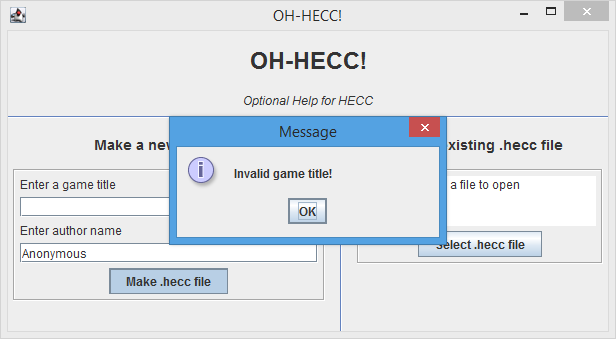 OH-HECC!
OH-HECC!
Optional Help for HECC
Make a new
existing .hecc file
Message
Invalid game title!
OK
Enter a game title
Enter author name
Anonymous
Make .hecc file
a file to open
Select .hecc file